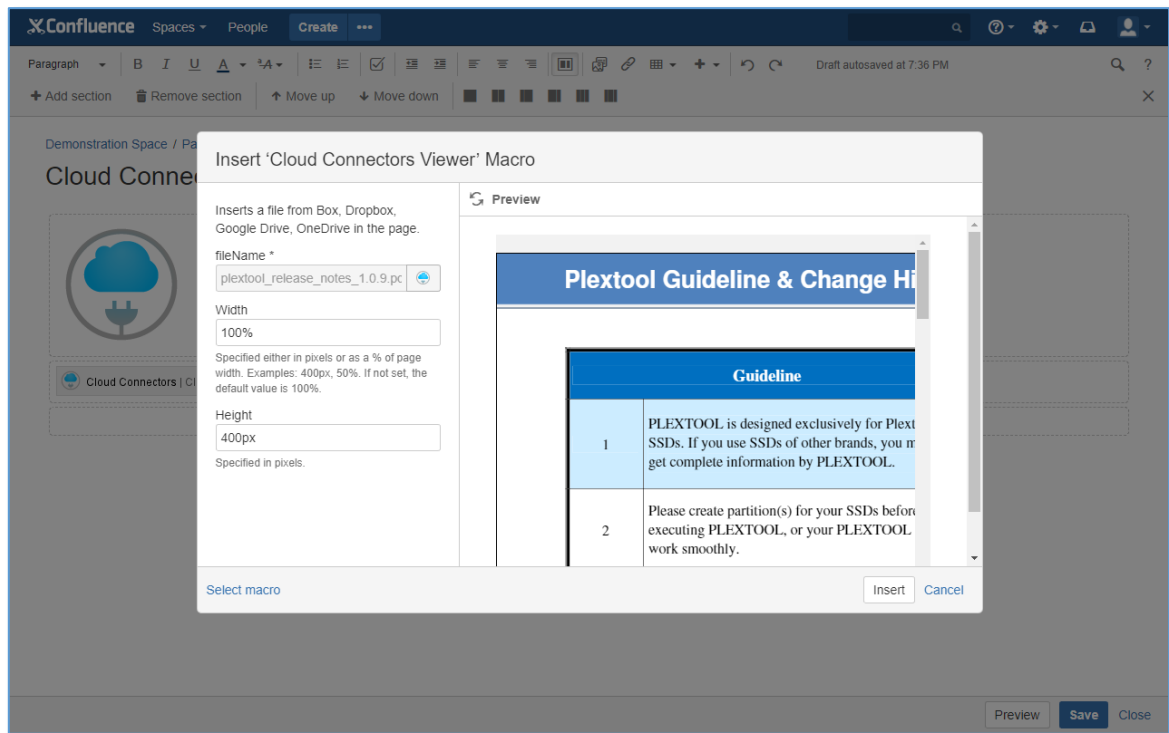 Confluence Spaces People Create •••
Paragraph B I U A Draft autosaved at 7:36 PM ?
+ Add section Remove section Move up Move down
Demonstration Space / Pa
Cloud Conne
Cloud Connectors | Cl
Insert ‘Cloud Connectors Viewer’ Macro
Inserts a file from Box, Dropbox,
Google Drive, OneDrive in the page.
fileName *
plextool_release_notes_1.0.9.pc
Width
100%
Specified either in pixels or as a % of page
width. Examples: 400px, 50%. If not set, the
default value is 100%.
Height
400px
Specified in pixels.
Preview
Plextool Guideline & Change Hi
Guideline
1
PLEXTOOL is designed exclusively for Plext
SSDs. If you use SSDs of other brands, you m
get complete information by PLEXTOOL.
2
Please create partition(s) for your SSDs before
executing PLEXTOOL, or your PLEXTOOL
work smoothly.
Select macro
Insert Cancel
Preview Save Close